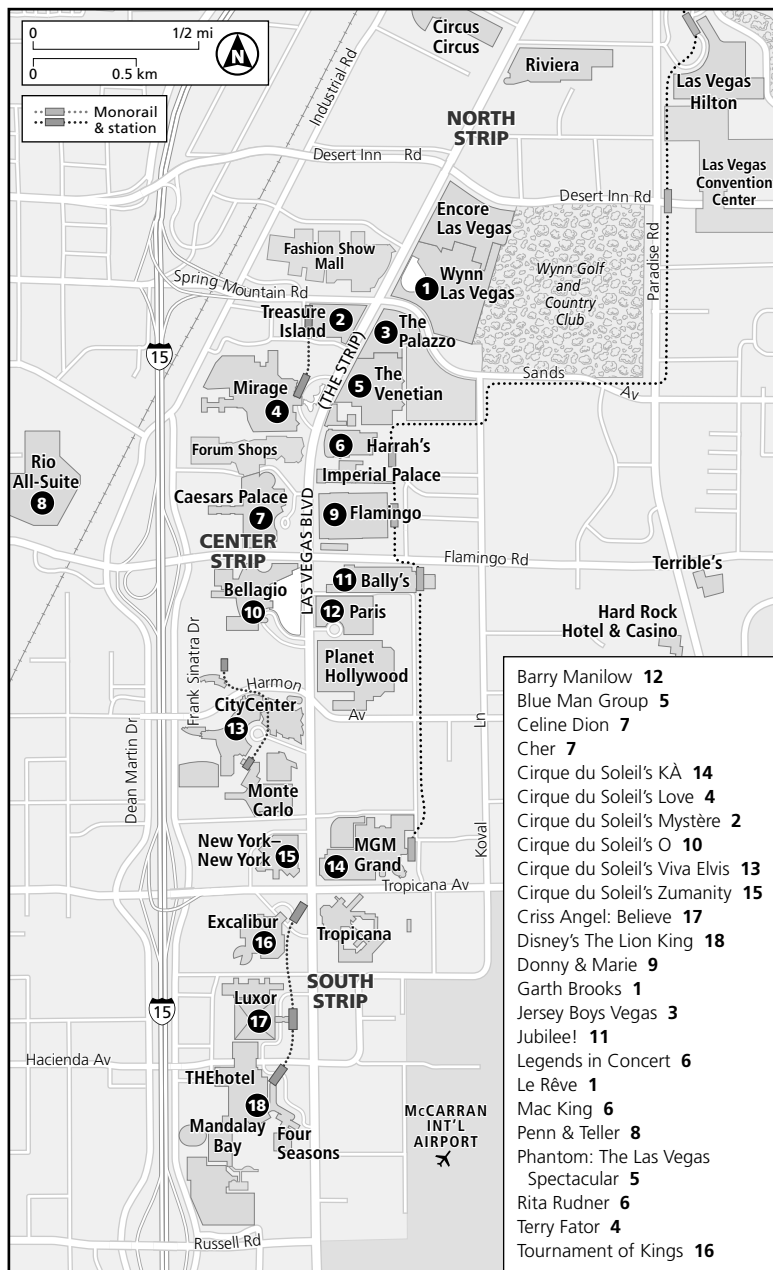 0 1/2 mi
0 0.5 km
N
Monorail
& station
Circus
Circus
Riviera
Las Vegas
Hilton
Industrial Rd
NORTH
STRIP
Desert Inn Rd
Las Vegas
Convention
Center
Desert Inn Rd
Encore
Las Vegas
Paradise Rd
Fashion Show
Mall
Wynn Golf
and
Country
Club
1 Wynn
Las Vegas
Spring Mountain Rd
Treasure
Island 2
3 The
Palazzo
15
(THE STRIP)
The
5 Venetian
Sands
Av
Mirage
4
6 Harrah's
Forum Shops
Imperial Palace
Rio
All-Suite
8
Caesars Palace
7
9 Flamingo
LAS VEGAS BLVD
CENTER
STRIP
Flamingo Rd
Terrible's
11 Bally's
Bellagio
10
12 Paris
Hard Rock
Hotel & Casino
Frank Sinatra Dr
Planet
Hollywood
Harmon
Av
CityCenter
13
Ln
Dean Martin Dr
Monte
Carlo
Koval
New York–
New York 15
MGM
14 Grand
Tropicana Av
Excalibur
16
Tropicana
SOUTH
STRIP
Luxor
17
15
Hacienda Av
THEhotel
18
Mandalay
Bay
Four
Seasons
McCARRAN
INT'L
AIRPORT
Russell Rd
Barry Manilow 12
Blue Man Group 5
Celine Dion 7
Cher 7
Cirque du Soleil's KÀ 14
Cirque du Soleil's Love 4
Cirque du Soleil's Mystère 2
Cirque du Soleil's O 10
Cirque du Soleil's Viva Elvis 13
Cirque du Soleil's Zumanity 15
Criss Angel: Believe 17
Disney's The Lion King 18
Donny & Marie 9
Garth Brooks 1
Jersey Boys Vegas 3
Jubilee! 11
Legends in Concert 6
Le Rêve 1
Mac King 6
Penn & Teller 8
Phantom: The Las Vegas
Spectacular 5
Rita Rudner 6
Terry Fator 4
Tournament of Kings 16